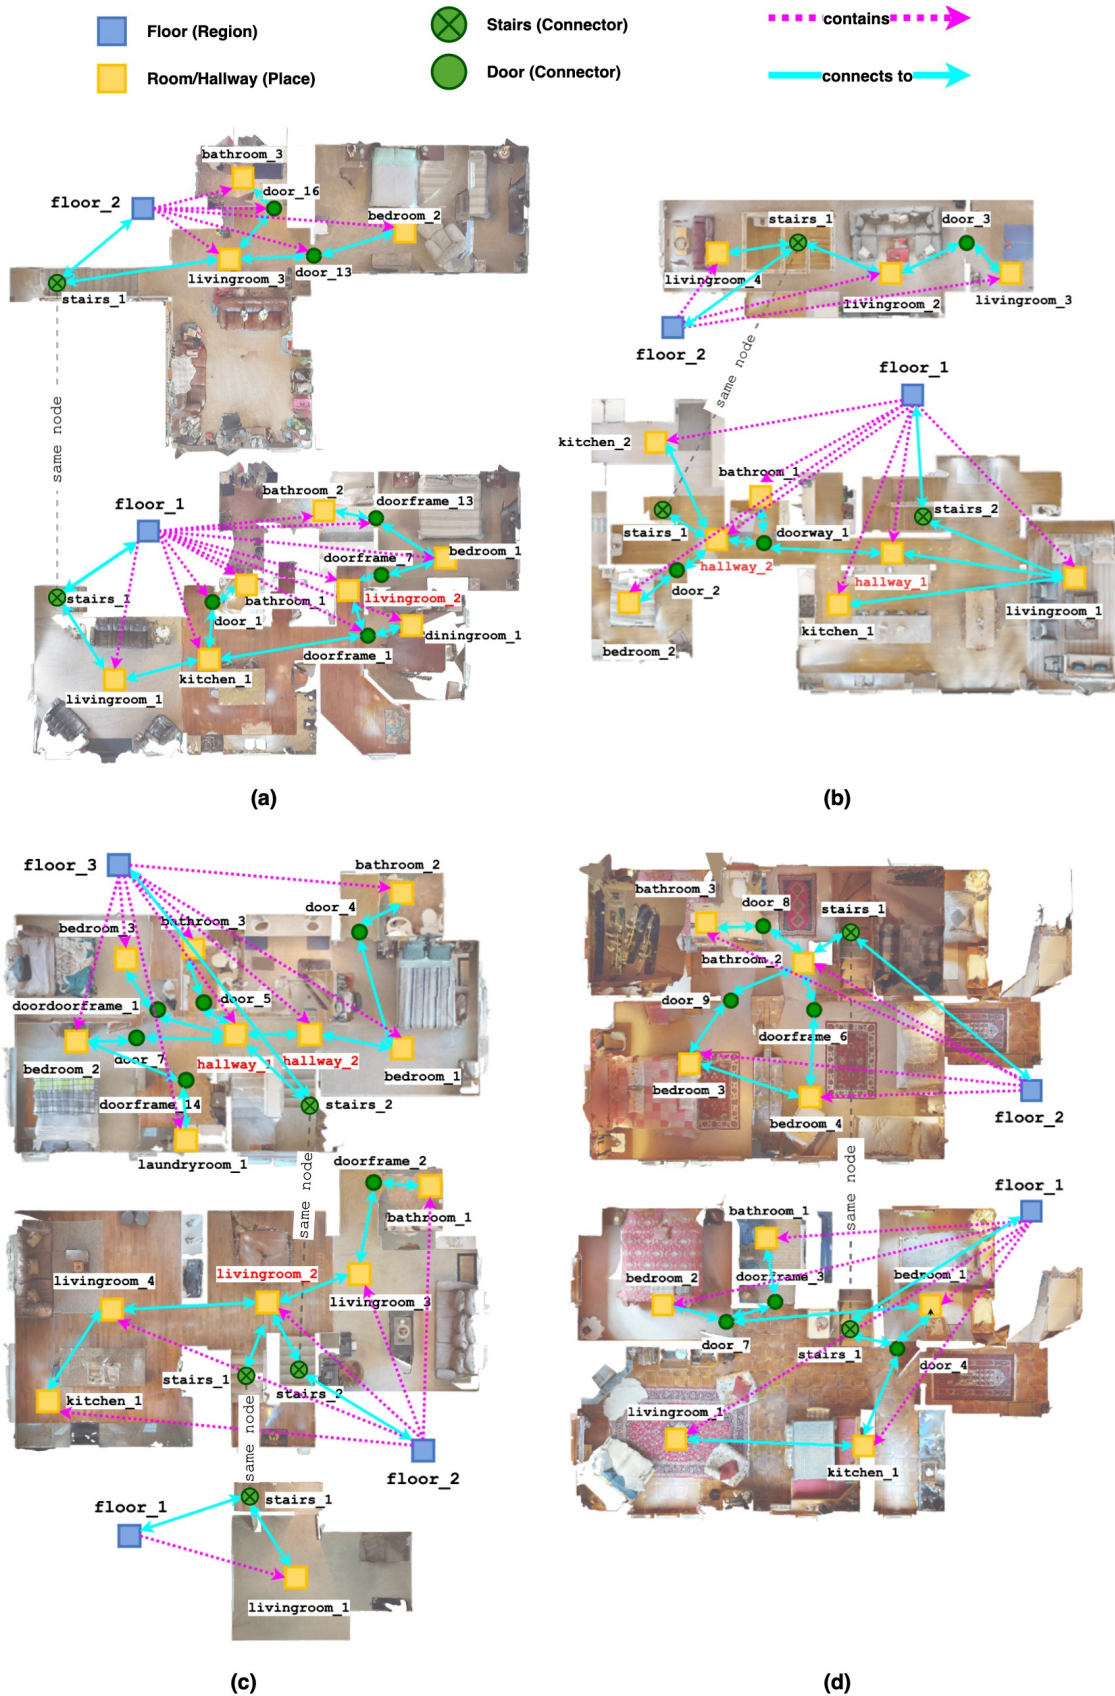 Floor (Region)
Stairs (Connector)
contains
Room/Hallway (Place)
Door (Connector)
connects to
bathroom_3
door_16
floor_2
bedroom_2
livingroom_3
door_13
stairs_1
same node
floor_1
bathroom_2
doorframe_13
doorframe_7
bedroom_1
stairs_1
bathroom_1
livingroom_2
door_1
diningroom_1
doorframe_1
kitchen_1
livingroom_1
(a)
stairs_1
door_3
livingroom_4
livingroom_2
livingroom_3
floor_2
same node
floor_1
kitchen_2
bathroom_1
stairs_1
doorway_1
stairs_2
hallway_2
hallway_1
door_2
livingroom_1
kitchen_1
bedroom_2
(b)
floor_3
bathroom_2
door_4
bedroom_3
bathroom_3
doordoorframe_1
door_5
door_7
hallway_1
hallway_2
bedroom_2
bedroom_1
doorframe_14
stairs_2
laundryroom_1
same node
doorframe_2
bathroom_1
livingroom_4
livingroom_2
livingroom_3
stairs_1
stairs_2
kitchen_1
same node
floor_2
floor_1
stairs_1
livingroom_1
(c)
bathroom_3
door_8
stairs_1
bathroom_2
door_9
doorframe_6
bedroom_3
bedroom_4
floor_2
same node
floor_1
bathroom_1
bedroom_2
doorframe_3
bedroom_1
door_7
stairs_1
door_4
livingroom_1
kitchen_1
(d)